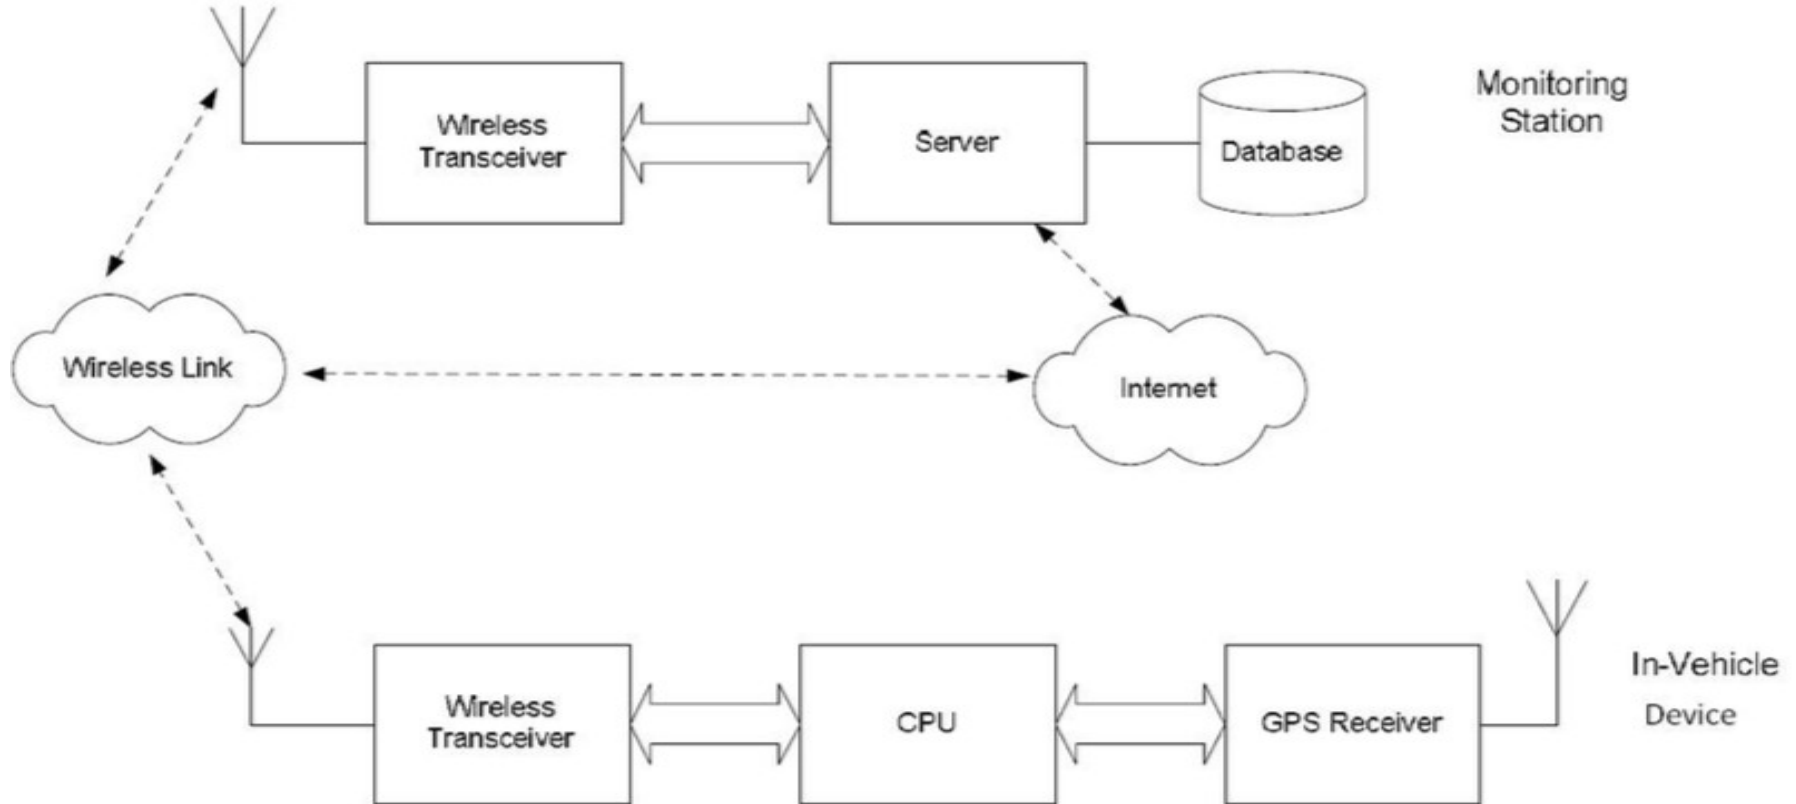 Monitoring
Station
Wireless
Transceiver
Server
Database
Wireless Link
Internet
Wireless
Transceiver
CPU
GPS Receiver
In-Vehicle
Device